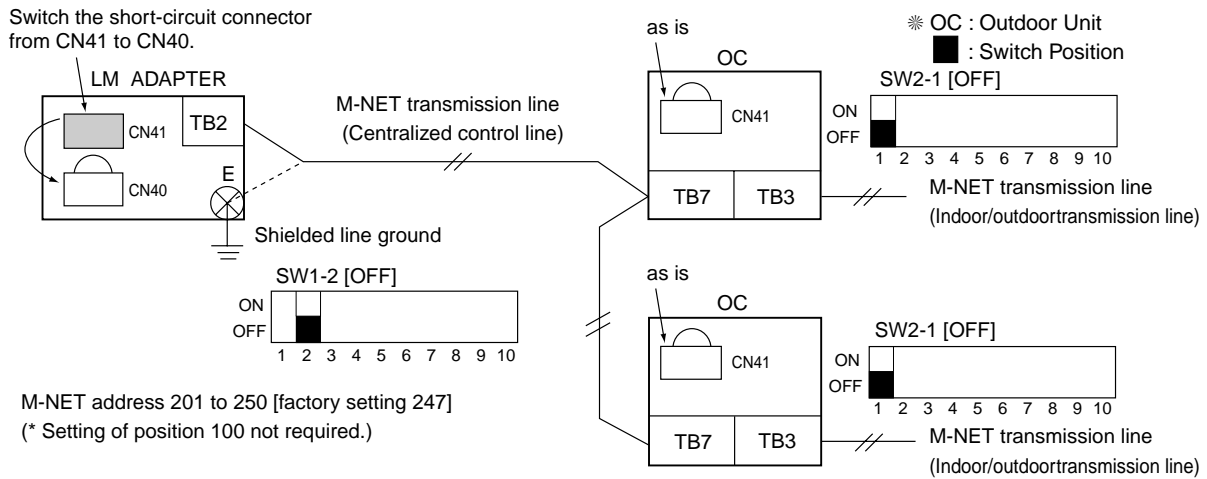 Switch the short-circuit connector
from CN41 to CN40.
LM ADAPTER
CN41
TB2
CN40
E
Shielded line ground
M-NET transmission line
(Centralized control line)
SW1-2 [OFF]
ON
OFF
1 2 3 4 5 6 7 8 9 10
M-NET address 201 to 250 [factory setting 247]
(* Setting of position 100 not required.)
as is
OC
CN41
TB7
TB3
※ OC : Outdoor Unit
: Switch Position
SW2-1 [OFF]
ON
OFF
1 2 3 4 5 6 7 8 9 10
M-NET transmission line
(Indoor/outdoortransmission line)
as is
OC
CN41
TB7
TB3
SW2-1 [OFF]
ON
OFF
1 2 3 4 5 6 7 8 9 10
M-NET transmission line
(Indoor/outdoortransmission line)